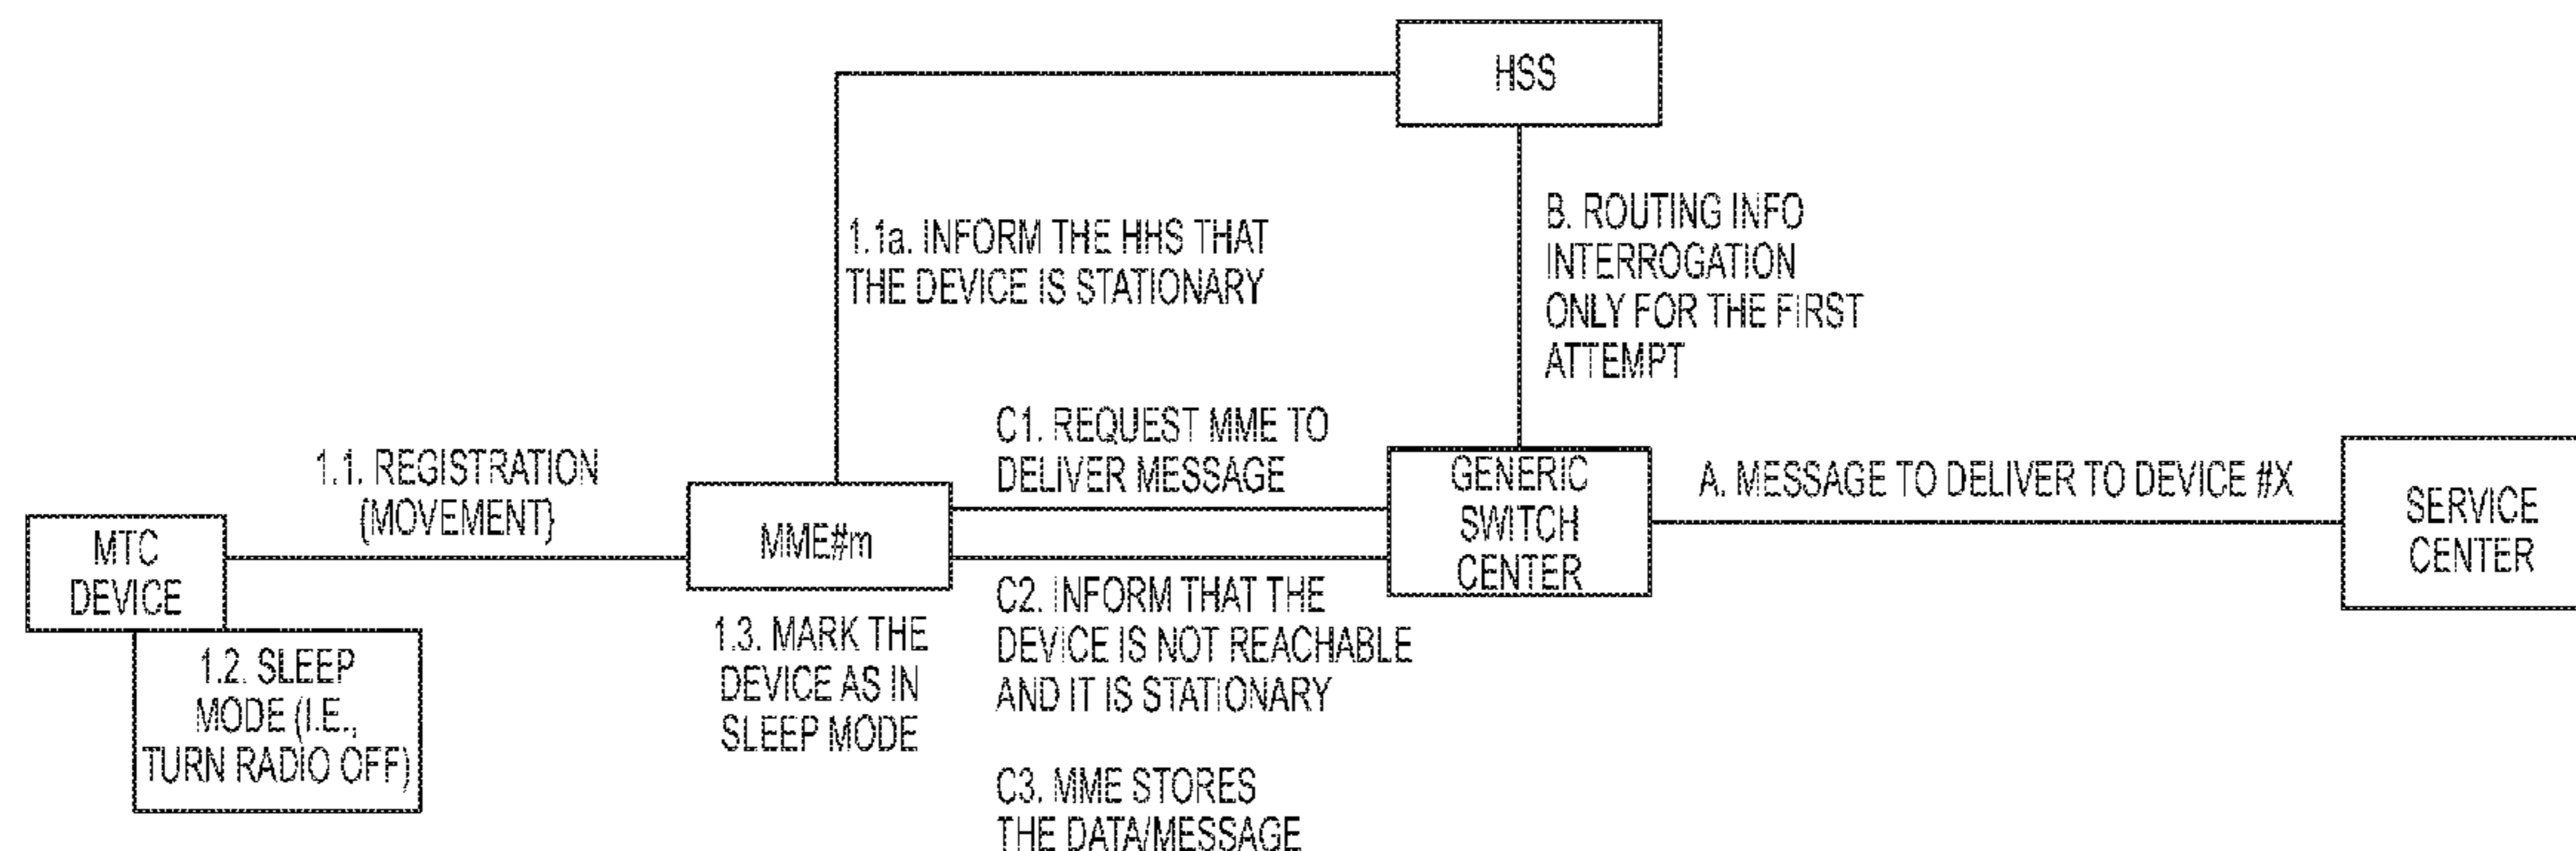 HSS
1.1a. INFORM THE HHS THAT
THE DEVICE IS STATIONARY
B. ROUTING INFO
INTERROGATION
ONLY FOR THE FIRST
ATTEMPT
1.1. REGISTRATION
(MOVEMENT)
C1. REQUEST MME TO
DELIVER MESSAGE
A. MESSAGE TO DELIVER TO DEVICE #X
MTC
DEVICE
MME#m
GENERIC
SWITCH
CENTER
SERVICE
CENTER
1.2. SLEEP
MODE (I.E.,
TURN RADIO OFF)
1.3. MARK THE
DEVICE AS IN
SLEEP MODE
C2. INFORM THAT THE
DEVICE IS NOT REACHABLE
AND IT IS STATIONARY
C3. MME STORES
THE DATA/MESSAGE